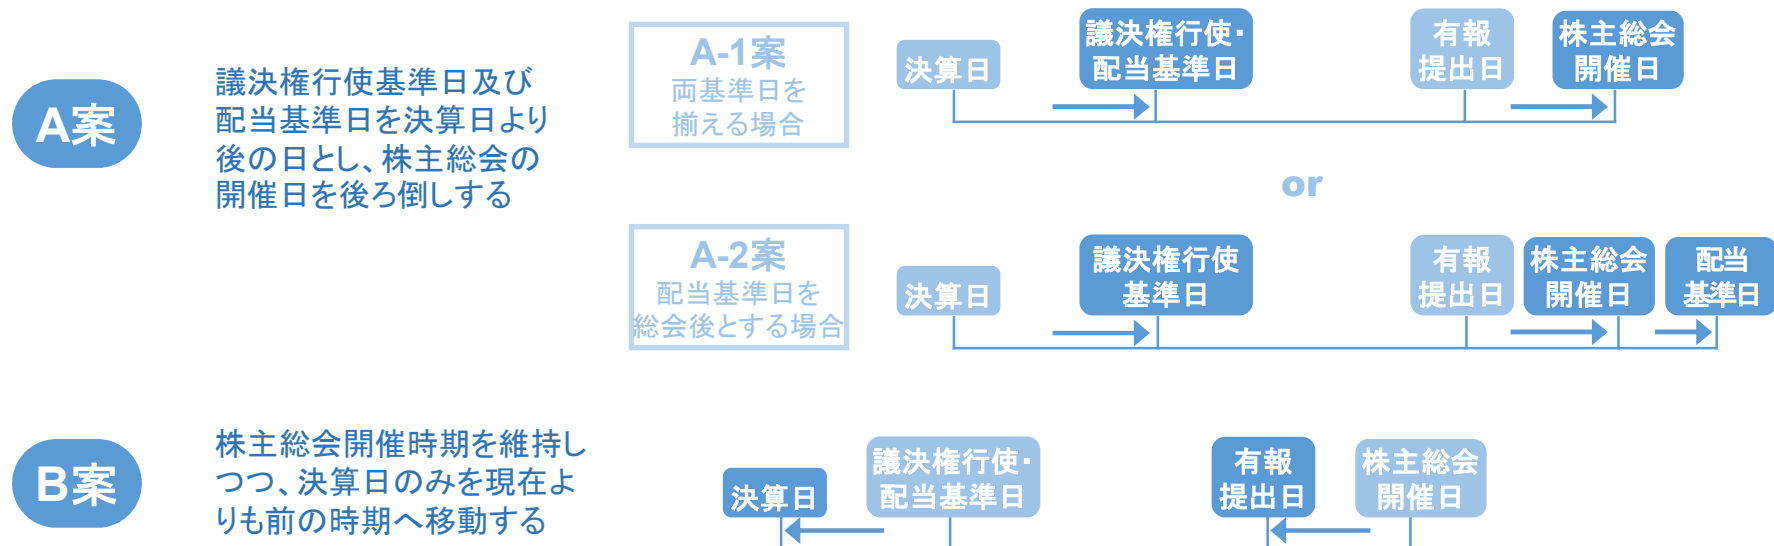 A案
議決権行使基準日及び
配当基準日を決算日より
後の日とし、株主総会の
開催日を後ろ倒しする
A-1案
両基準日を
揃える場合
決算日
議決権行使・
配当基準日
有報
提出日
株主総会
開催日
or
A-2案
配当基準日を
総会後とする場合
決算日
議決権行使
基準日
有報
提出日
株主総会
開催日
配当
基準日
B案
株主総会開催時期を維持し
つつ、決算日のみを現在よ
りも前の時期へ移動する
決算日
議決権行使・
配当基準日
有報
提出日
株主総会
開催日